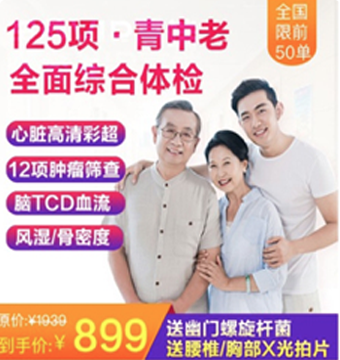 125项·青中老
全面综合体检
全国
限前
50单
心脏高清彩超
12项肿瘤筛查
脑TCD血流
风湿/骨密度
原价:¥1939
到手价:¥899
送幽门螺旋杆菌
送腰椎/胸部X光拍片